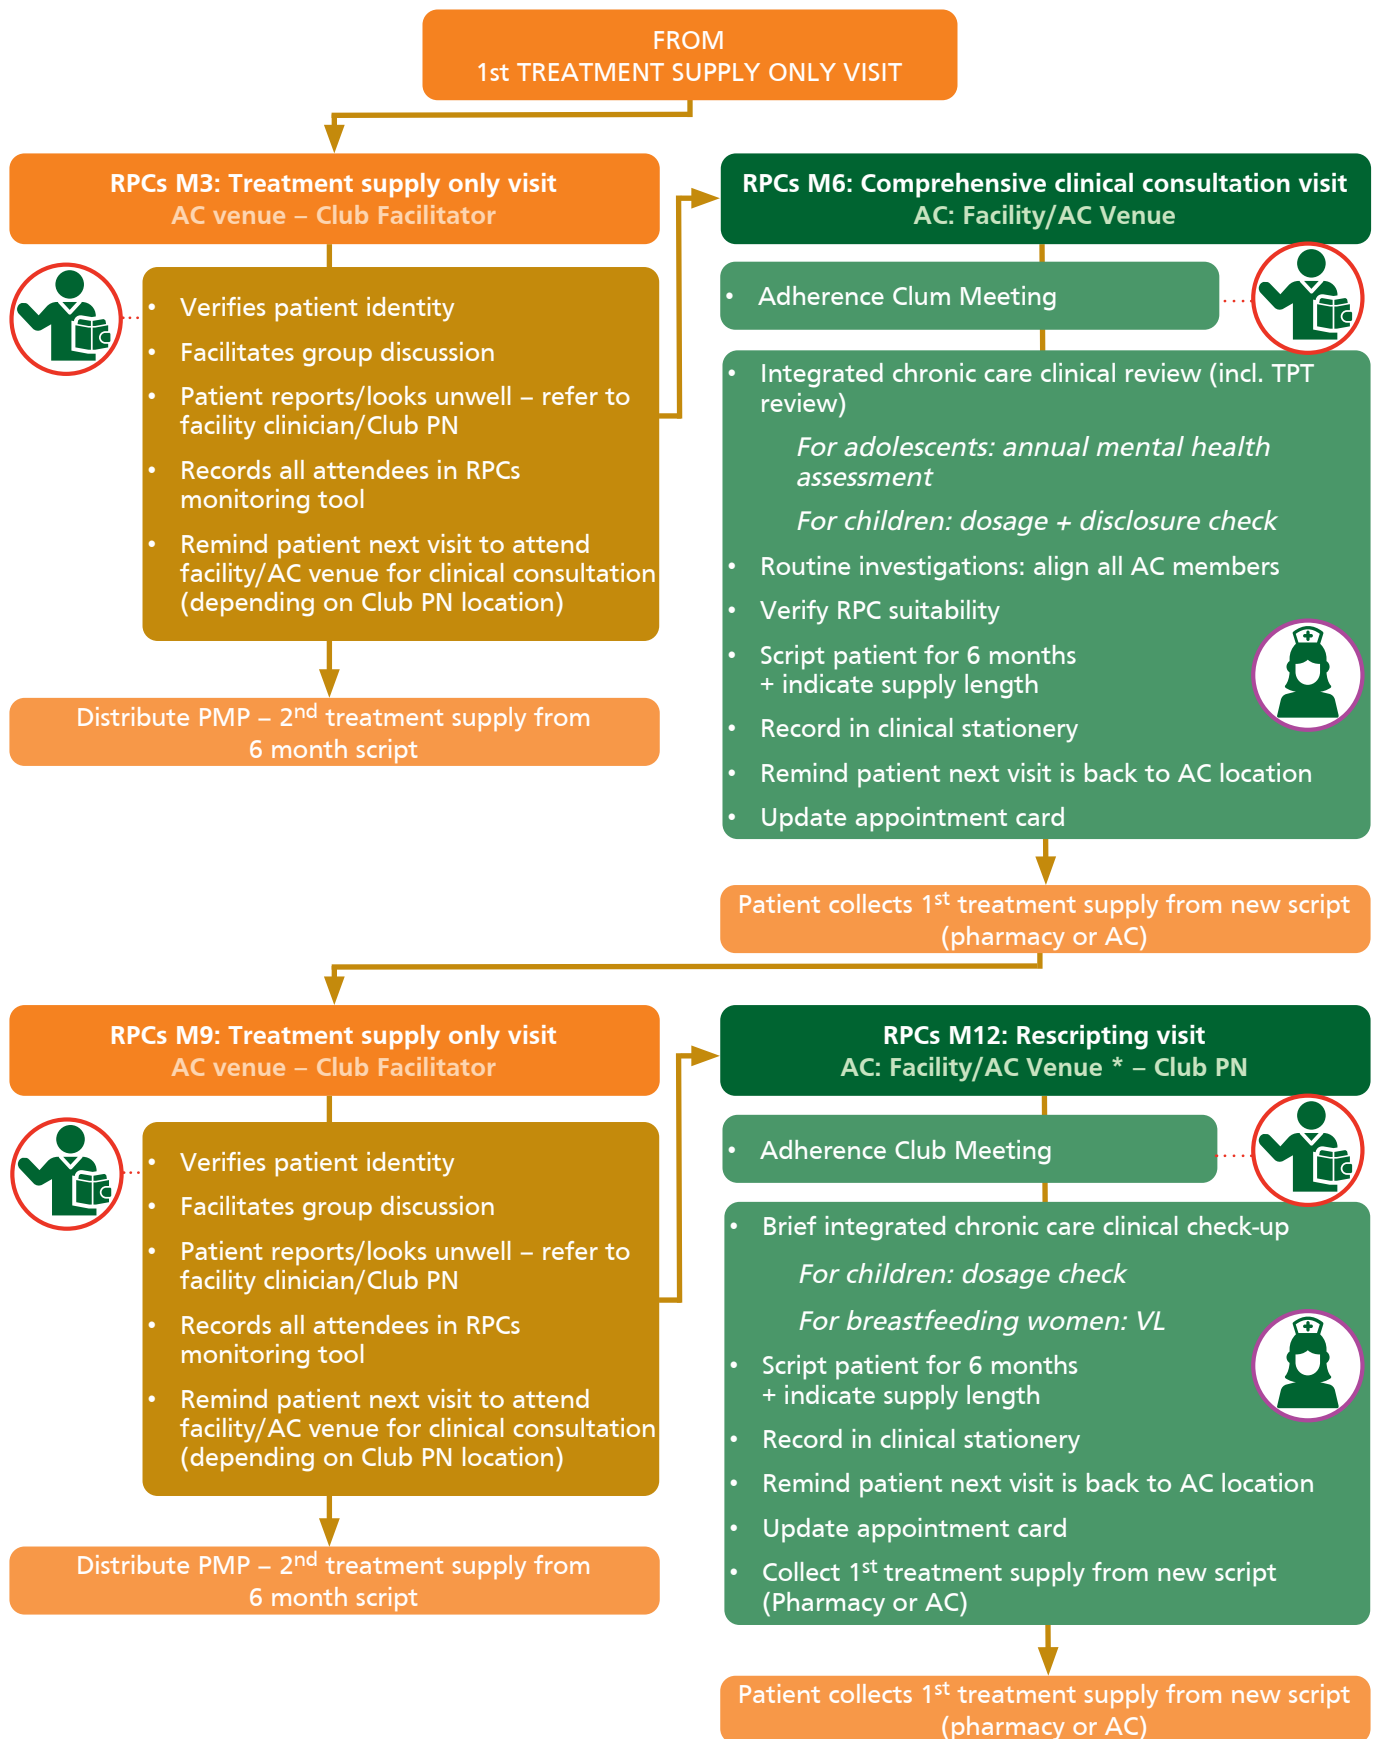 FROM
1st TREATMENT SUPPLY ONLY VISIT
RPCs M3: Treatment supply only visit
AC venue – Club Facilitator
• Verifies patient identity
• Facilitates group discussion
• Patient reports/looks unwell – refer to
facility clinician/Club PN
• Records all attendees in RPCs
monitoring tool
• Remind patient next visit to attend
facility/AC venue for clinical consultation
(depending on Club PN location)
Distribute PMP – 2nd treatment supply from
6 month script
RPCs M6: Comprehensive clinical consultation visit
AC: Facility/AC Venue
• Adherence Clum Meeting
• Integrated chronic care clinical review (incl. TPT
review)
For adolescents: annual mental health
assessment
For children: dosage + disclosure check
• Routine investigations: align all AC members
• Verify RPC suitability
• Script patient for 6 months
+ indicate supply length
• Record in clinical stationery
• Remind patient next visit is back to AC location
• Update appointment card
Patient collects 1st treatment supply from new script
(pharmacy or AC)
RPCs M9: Treatment supply only visit
AC venue – Club Facilitator
• Verifies patient identity
• Facilitates group discussion
• Patient reports/looks unwell – refer to
facility clinician/Club PN
• Records all attendees in RPCs
monitoring tool
• Remind patient next visit to attend
facility/AC venue for clinical consultation
(depending on Club PN location)
Distribute PMP – 2nd treatment supply from
6 month script
RPCs M12: Rescripting visit
AC: Facility/AC Venue * – Club PN
• Adherence Club Meeting
• Brief integrated chronic care clinical check-up
For children: dosage check
For breastfeeding women: VL
• Script patient for 6 months
+ indicate supply length
• Record in clinical stationery
• Remind patient next visit is back to AC location
• Update appointment card
• Collect 1st treatment supply from new script
(Pharmacy or AC)
Patient collects 1st treatment supply from new script
(pharmacy or AC)